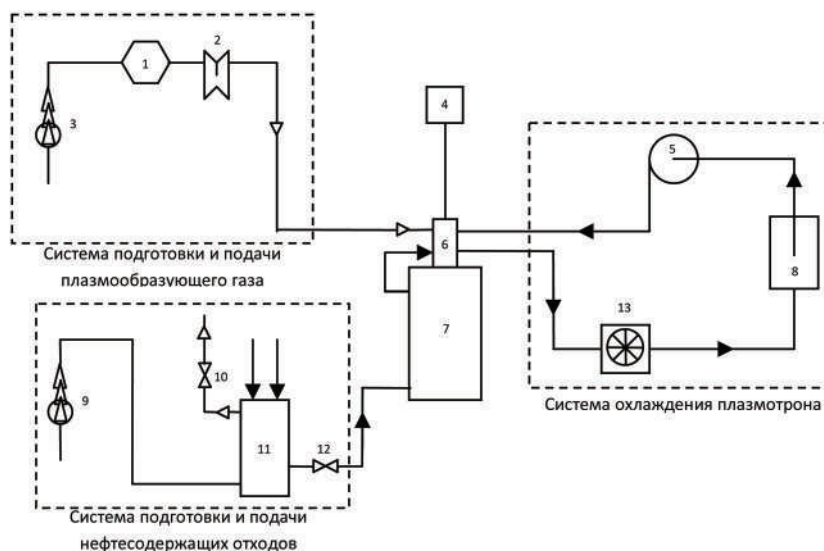 1
2
3
4
5
6
7
8
13
Система подготовки и подачи
плазмообразующего газа
Система охлаждения плазмотрона
9
10
11
12
Система подготовки и подачи
нефтесодержащих отходов